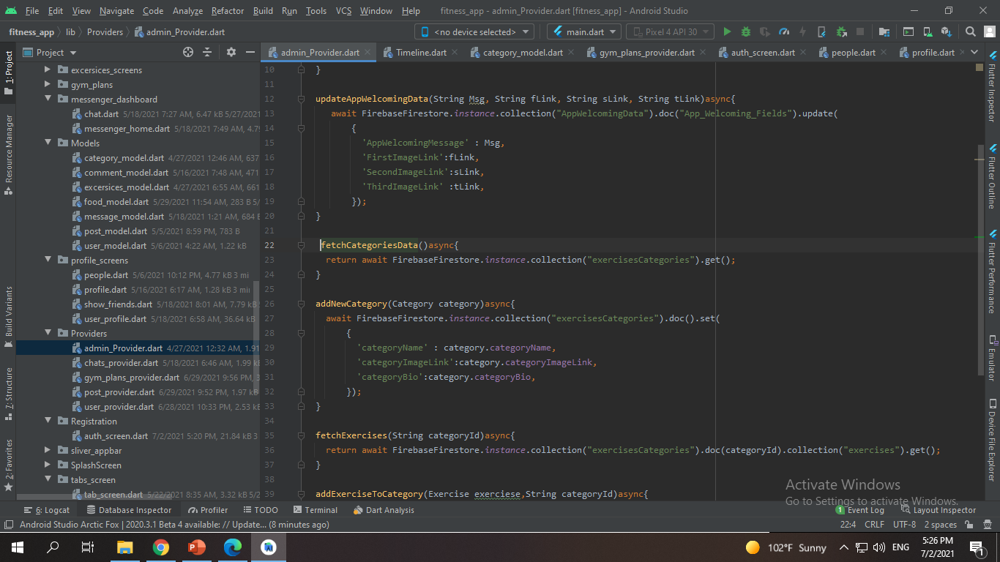 File Edit View Navigate Code Analyze Refactor Build Run Tools VCS Window Help fitness_app - admin_Provider.dart [fitness_app] - Android Studio
fitness_app lib Providers admin_Provider.dart <no device selected> main.dart Pixel 4 API 30
Project admin_Provider.dart Timeline.dart category_model.dart gym_plans_provider.dart auth_screen.dart people.dart profile.dart
1: Project
Resource Manager
Build Variants
7: Structure
2: Favorites
excersices_screens
gym_plans
messenger_dashboard
chat.dart 5/18/2021 7:27 AM, 6.47 kB 5/27/2021
messenger_home.dart 5/18/2021 7:49 AM, 4.79
Models
category_model.dart 4/27/2021 12:46 AM, 637
comment_model.dart 5/16/2021 7:48 AM, 471
excersices_model.dart 4/27/2021 6:55 AM, 661
food_model.dart 5/29/2021 11:54 AM, 283 B 5/
message_model.dart 5/18/2021 1:21 AM, 684 B
post_model.dart 5/5/2021 8:59 PM, 783 B
user_model.dart 5/6/2021 4:22 AM, 1.22 kB
profile_screens
people.dart 5/6/2021 10:12 PM, 4.77 kB 3 mi
profile.dart 5/16/2021 6:17 AM, 1.28 kB 3 mi
show_friends.dart 5/18/2021 8:01 AM, 7.79 kB
user_profile.dart 5/18/2021 6:58 AM, 36.64 kB
Providers
admin_Provider.dart 4/27/2021 12:32 AM, 1.91
chats_provider.dart 5/18/2021 6:46 AM, 1.99 k
gym_plans_provider.dart 6/29/2021 9:56 PM, 3
post_provider.dart 6/29/2021 9:52 PM, 1.97 k
user_provider.dart 6/28/2021 10:33 PM, 2.53 k
Registration
auth_screen.dart 7/2/2021 5:20 PM, 21.84 kB 3
sliver_appbar
SplashScreen
tabs_screen
tab_screen.dart 5/22/2021 8:35 AM, 3.32 kB 5/2
10 }
11
12 updateAppWelcomingData(String Msg, String fLink, String sLink, String tLink)async{
13 await FirebaseFirestore.instance.collection("AppWelcomingData").doc("App_Welcoming_Fields").update(
14 {
15 'AppWelcomingMessage' : Msg,
16 'FirstImageLink':fLink,
17 'SecondImageLink':sLink,
18 'ThirdImageLink' :tLink,
19 });
20 }
21
22 fetchCategoriesData()async{
23 return await FirebaseFirestore.instance.collection("exercisesCategories").get();
24 }
25
26 addNewCategory(Category category)async{
27 await FirebaseFirestore.instance.collection("exercisesCategories").doc().set(
28 {
29 'categoryName' : category.categoryName,
30 'categoryImageLink':category.categoryImageLink,
31 'categoryBio':category.categoryBio,
32 });
33 }
34
35 fetchExercises(String categoryId)async{
36 return await FirebaseFirestore.instance.collection("exercisesCategories").doc(categoryId).collection("exercises").get();
37 }
38
39 addExerciseToCategory(Exercise exerciese,String categoryId)async{
Flutter Inspector
Flutter Outline
Flutter Performance
Emulator
Device File Explorer
Activate Windows
Go to Settings to activate Windows.
6: Logcat Database Inspector Profiler TODO Terminal Dart Analysis 1 Event Log Layout Inspector
Android Studio Arctic Fox | 2020.3.1 Beta 4 available: // Update... (8 minutes ago) 22:4 CRLF UTF-8 2 spaces
102°F Sunny ENG 5:26 PM
7/2/2021
1